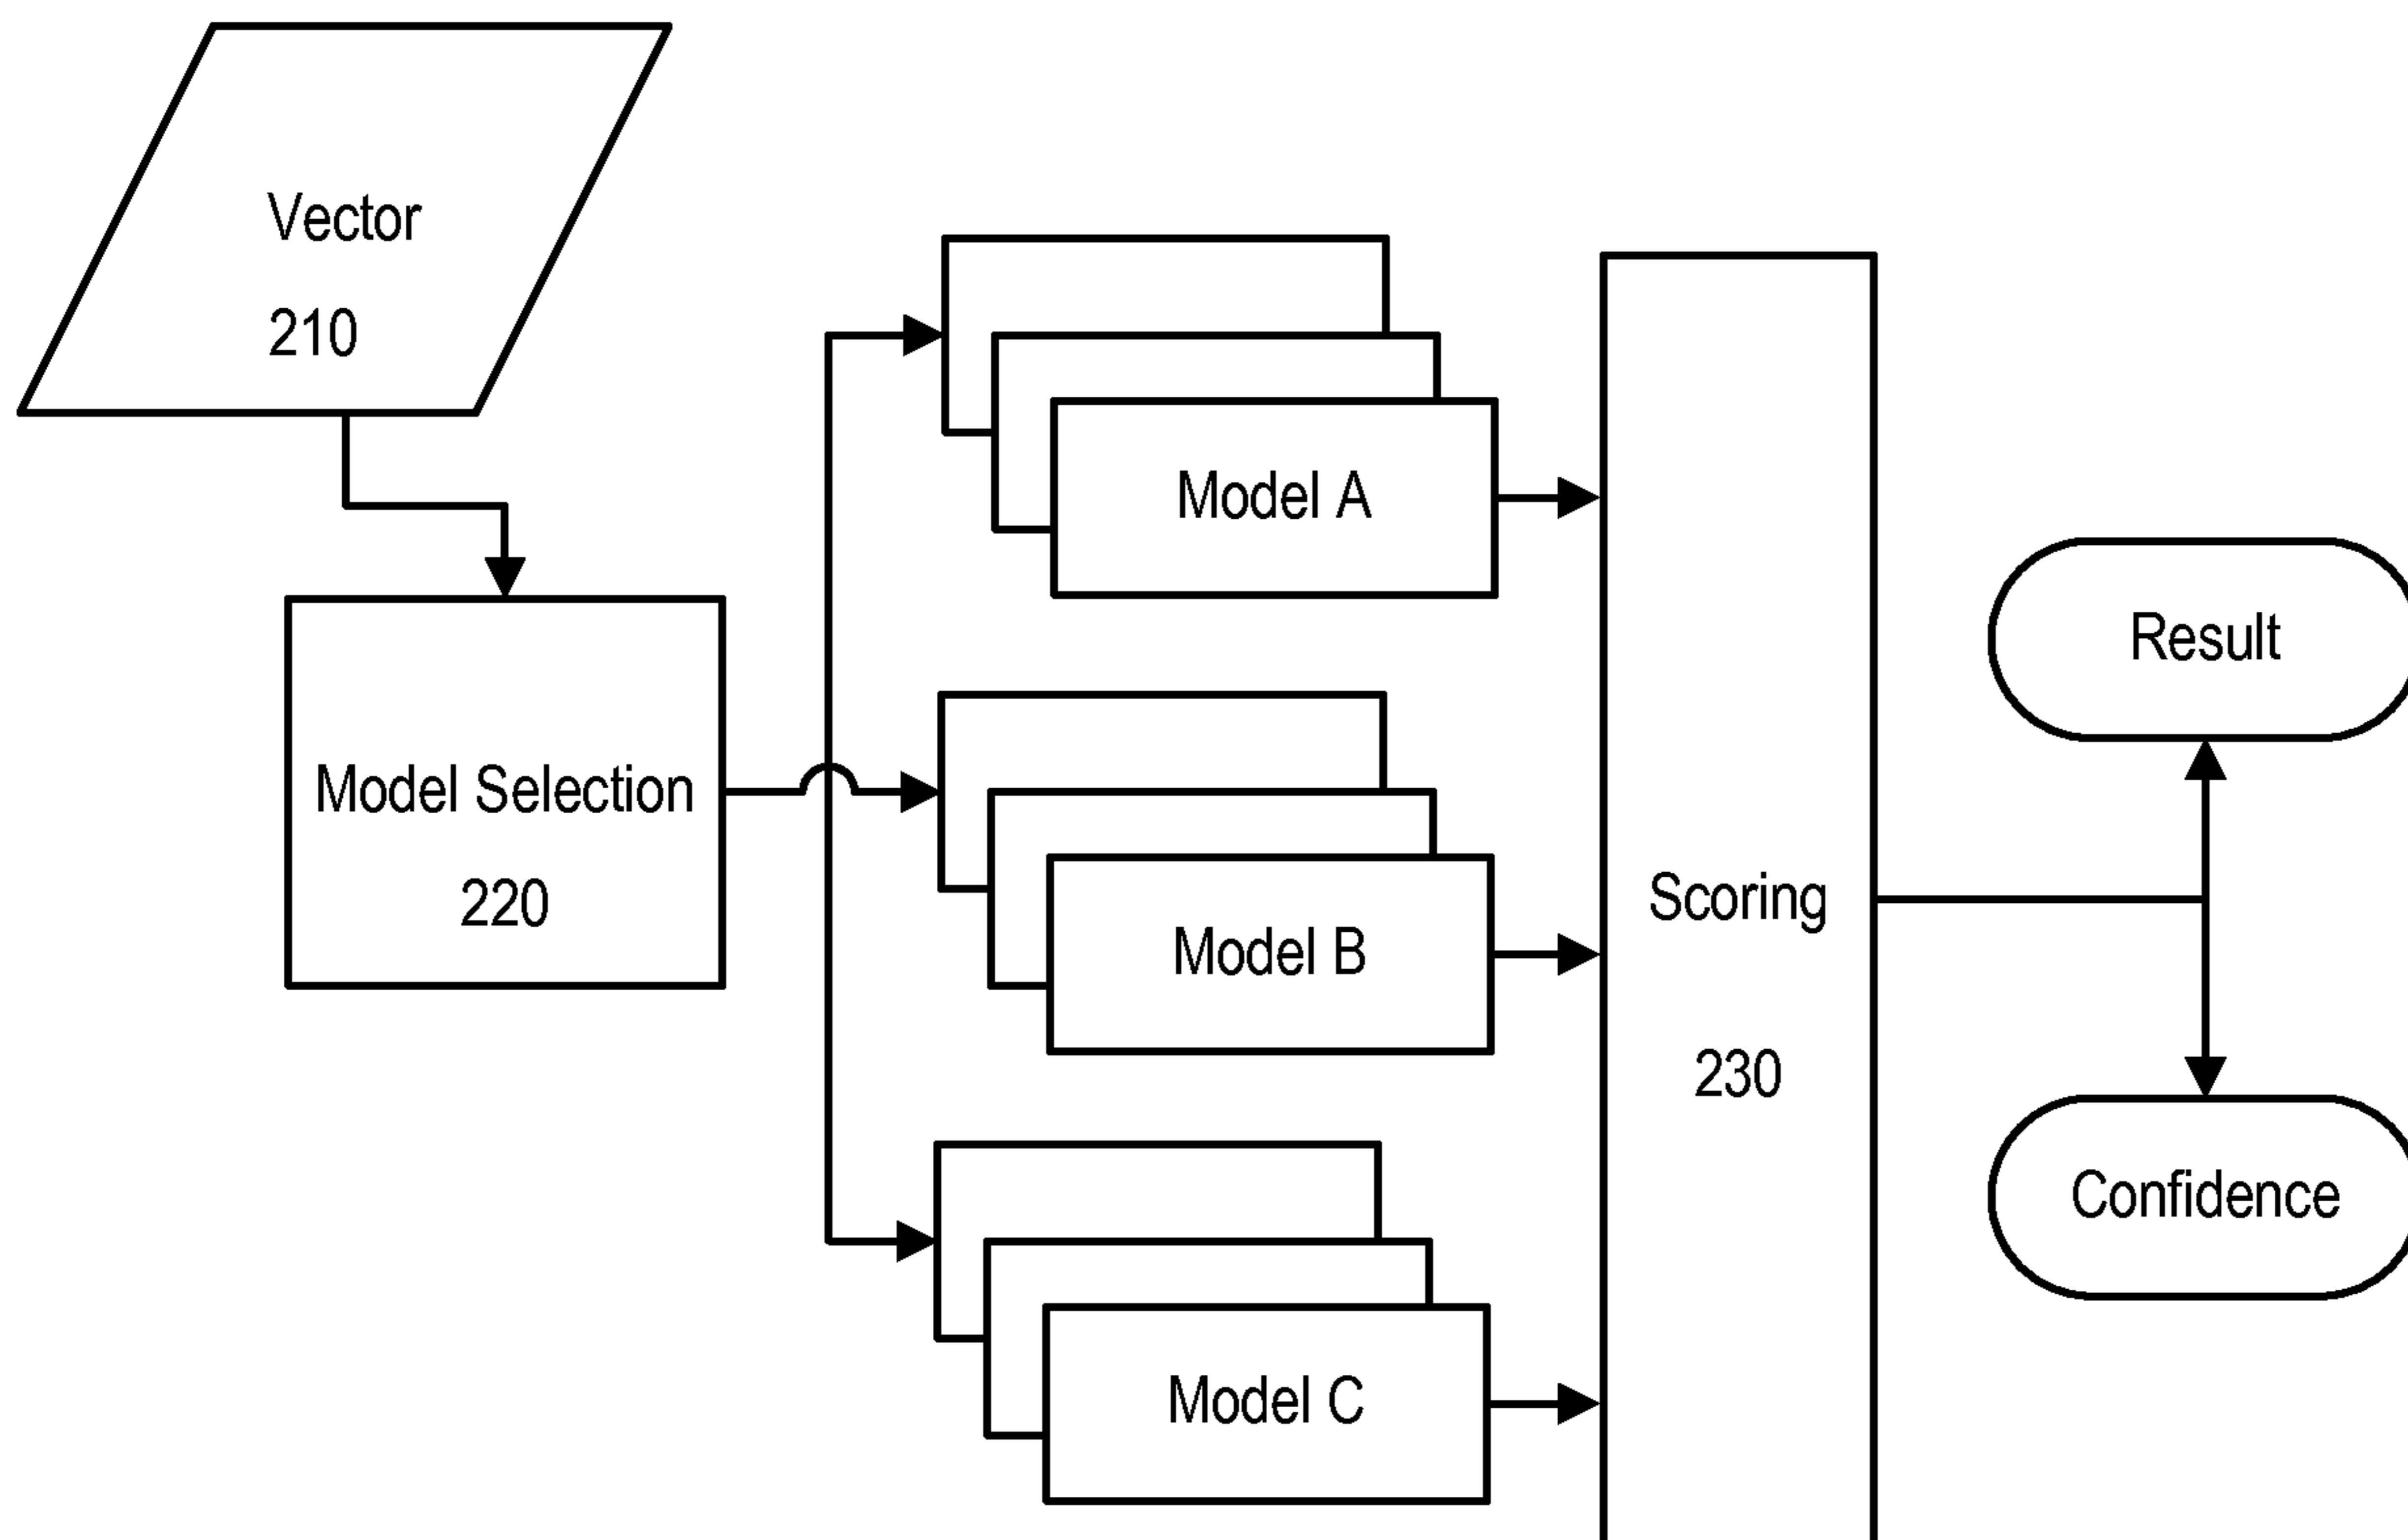 Vector
210
Model Selection
220
Model A
Model B
Model C
Scoring
230
Result
Confidence